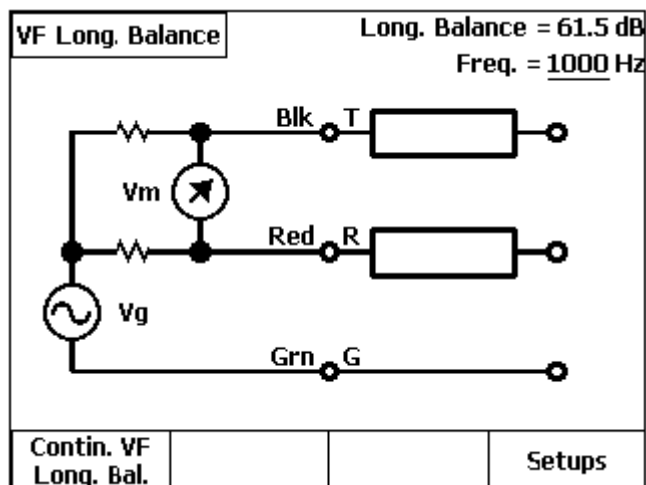 VF Long. Balance
Long. Balance = 61.5 dB
Freq. = 1000 Hz
Blk T
Vm
Red R
Vg
Grn G
Contin. VF
Long. Bal.
Setups